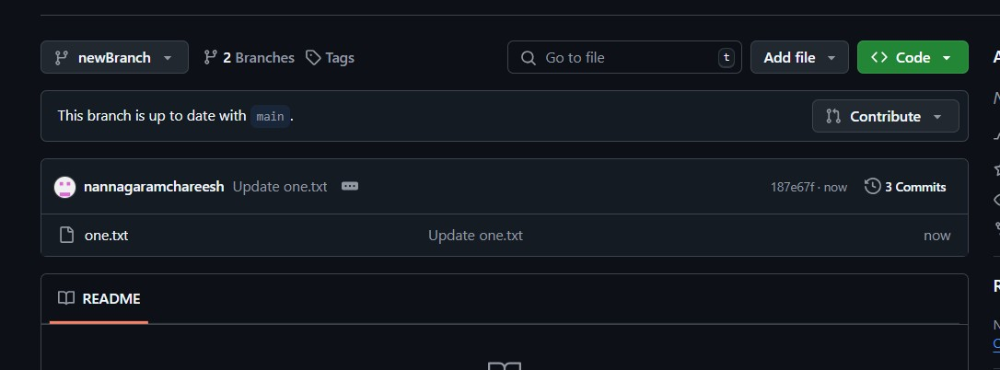 newBranch 2 Branches Tags Go to file t Add file Code
This branch is up to date with main. Contribute
nannagaramchareesh Update one.txt 187e67f · now 3 Commits
one.txt Update one.txt now
README